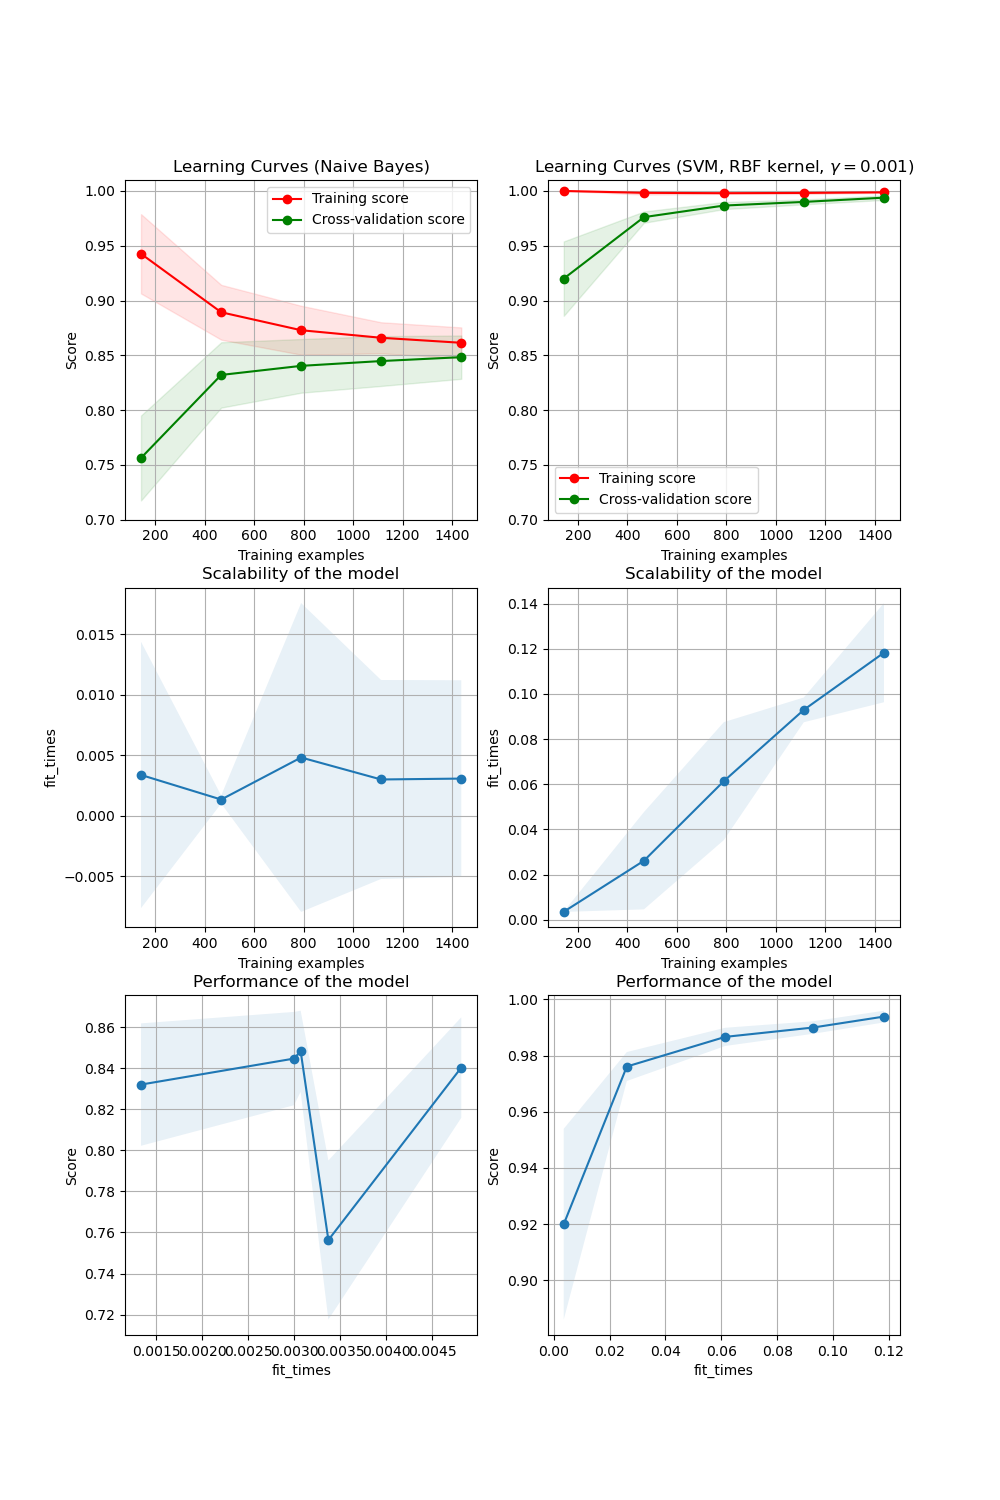 Learning Curves (Naive Bayes)
Score
1.00
0.95
0.90
0.85
0.80
0.75
0.70
Training score
Cross-validation score
200 400 600 800 1000 1200 1400
Training examples
Learning Curves (SVM, RBF kernel, γ = 0.001)
Score
1.00
0.95
0.90
0.85
0.80
0.75
0.70
Training score
Cross-validation score
200 400 600 800 1000 1200 1400
Training examples
Scalability of the model
fit_times
0.015
0.010
0.005
0.000
−0.005
200 400 600 800 1000 1200 1400
Training examples
Scalability of the model
fit_times
0.14
0.12
0.10
0.08
0.06
0.04
0.02
0.00
200 400 600 800 1000 1200 1400
Training examples
Performance of the model
Score
0.86
0.84
0.82
0.80
0.78
0.76
0.74
0.72
0.0015 0.0020 0.0025 0.0030 0.0035 0.0040 0.0045
fit_times
Performance of the model
Score
1.00
0.98
0.96
0.94
0.92
0.90
0.00 0.02 0.04 0.06 0.08 0.10 0.12
fit_times